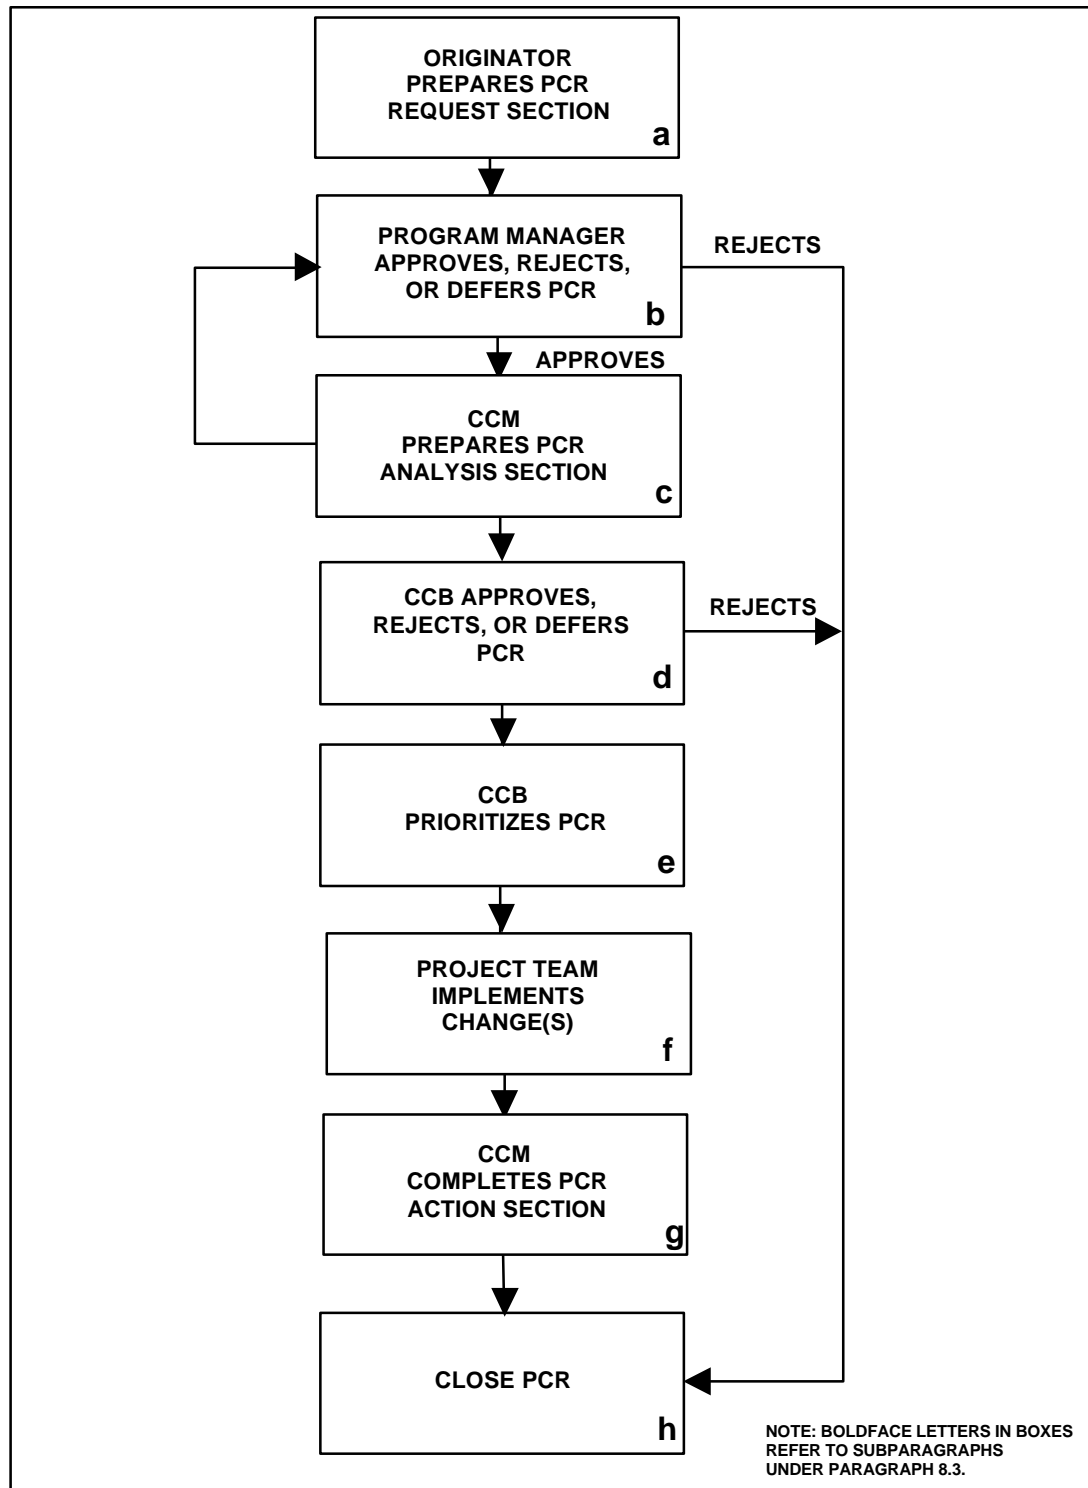 ORIGINATOR
PREPARES PCR
REQUEST SECTION
a
PROGRAM MANAGER
APPROVES, REJECTS,
OR DEFERS PCR
b
REJECTS
APPROVES
CCM
PREPARES PCR
ANALYSIS SECTION
c
CCB APPROVES,
REJECTS, OR DEFERS
PCR
d
REJECTS
CCB
PRIORITIZES PCR
e
PROJECT TEAM
IMPLEMENTS
CHANGE(S)
f
CCM
COMPLETES PCR
ACTION SECTION
g
CLOSE PCR
h
NOTE: BOLDFACE LETTERS IN BOXES
REFER TO SUBPARAGRAPHS
UNDER PARAGRAPH 8.3.